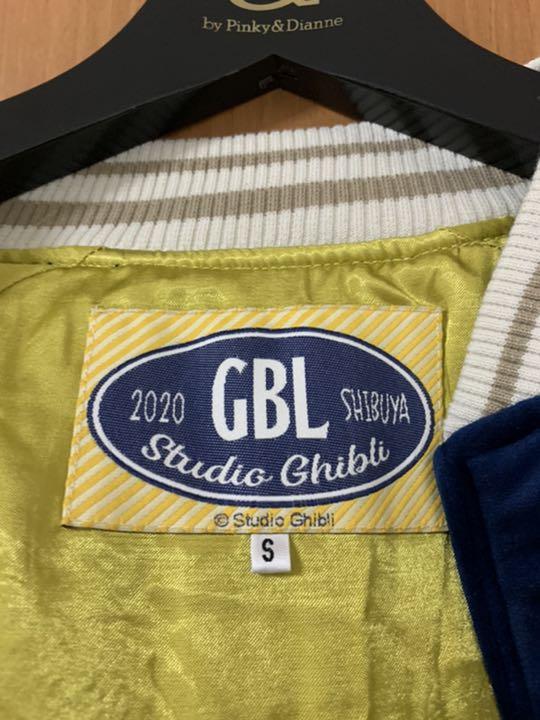 by Pinky&Dianne
2020 GBL SHIBUYA
Studio Ghibli
© Studio Ghibli
S